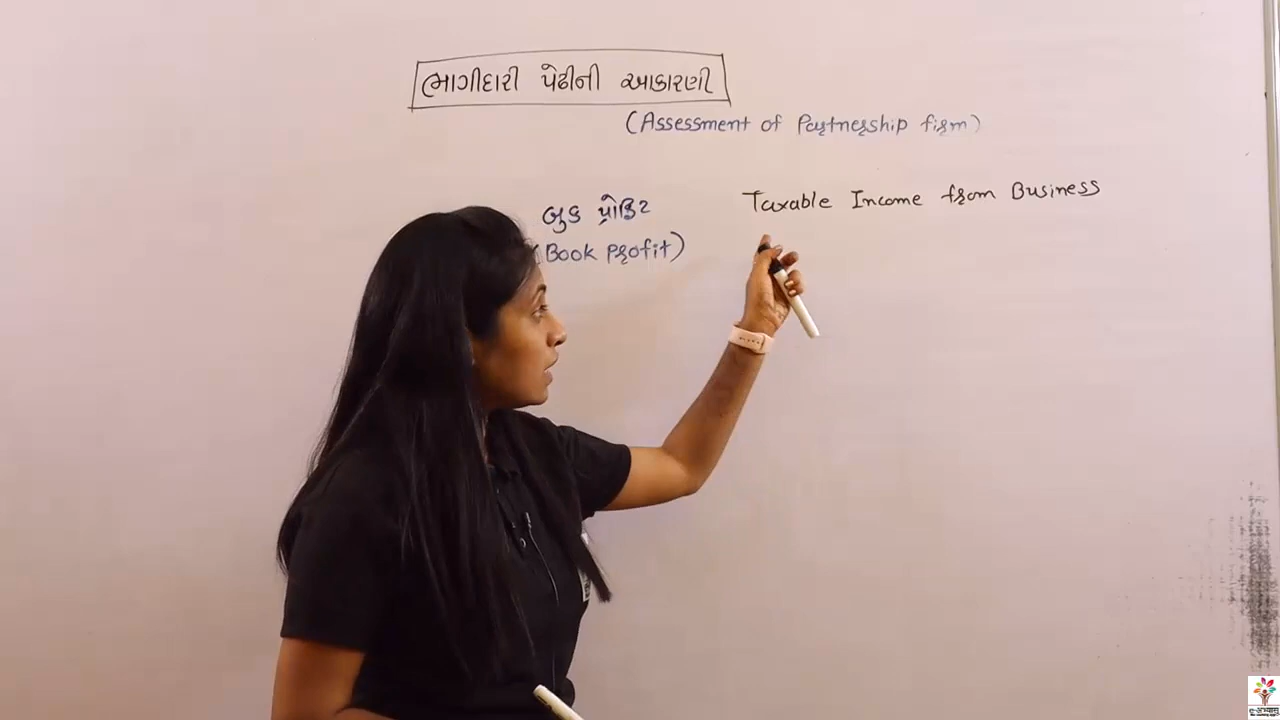 ભાગીદારી પેઢીની આકારણી
(Assessment of Partnership firm)
બુક પ્રોફિટ
(Book Profit)
Taxable Income from Business